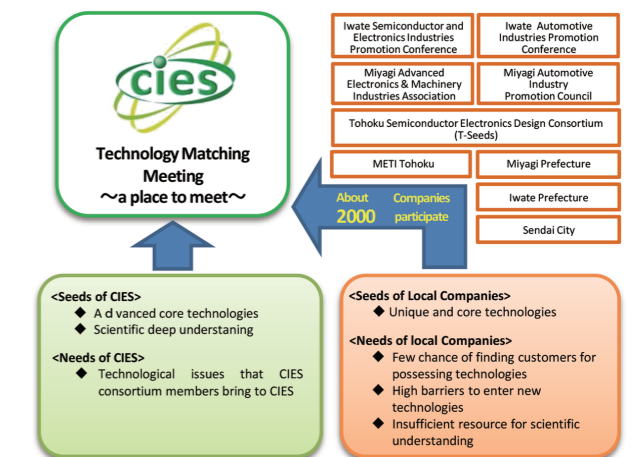 cies
Technology Matching
Meeting
～a place to meet～
Iwate Semiconductor and
Electronics Industries
Promotion Conference
Iwate Automotive
Industries Promotion
Conference
Miyagi Advanced
Electronics & Machinery
Industries Association
Miyagi Automotive
Industry
Promotion Council
Tohoku Semiconductor Electronics Design Consortium
(T-Seeds)
METI Tohoku
Miyagi Prefecture
Iwate Prefecture
Sendai City
About Companies
2000 participate
<Seeds of CIES>
◆ A d vanced core technologies
◆ Scientific deep understaning
<Needs of CIES>
◆ Technological issues that CIES
consortium members bring to CIES
<Seeds of Local Companies>
◆ Unique and core technologies
<Needs of local Companies>
◆ Few chance of finding customers for
possessing technologies
◆ High barriers to enter new
technologies
◆ Insufficient resource for scientific
understanding